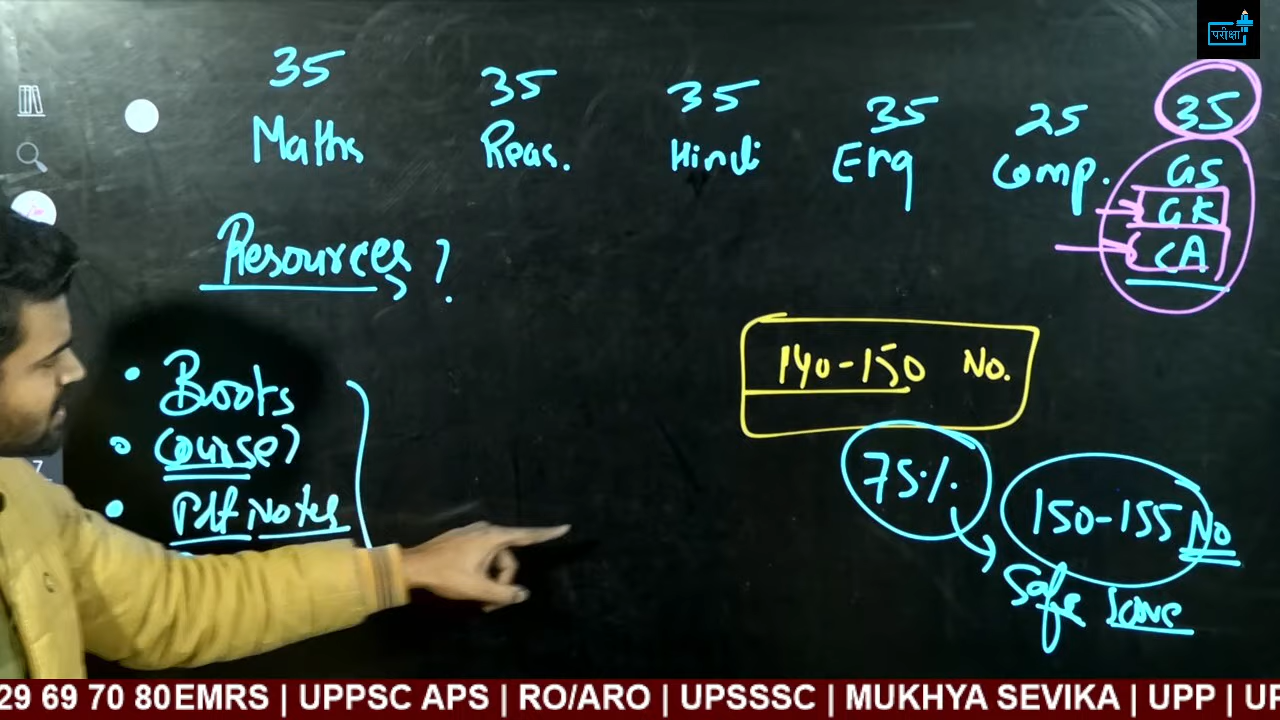 परीक्षा
35 35 35 35 25 35
Maths Reas. Hindi Eng Comp. GS
GK
CA
Resources?
140-150 No.
• Books
• Course?
• Pdf Notes
75%
150-155 No
Safe Score
29 69 70 80 EMRS | UPPSC APS | RO/ARO | UPSSSC | MUKHYA SEVIKA | UPP | UP